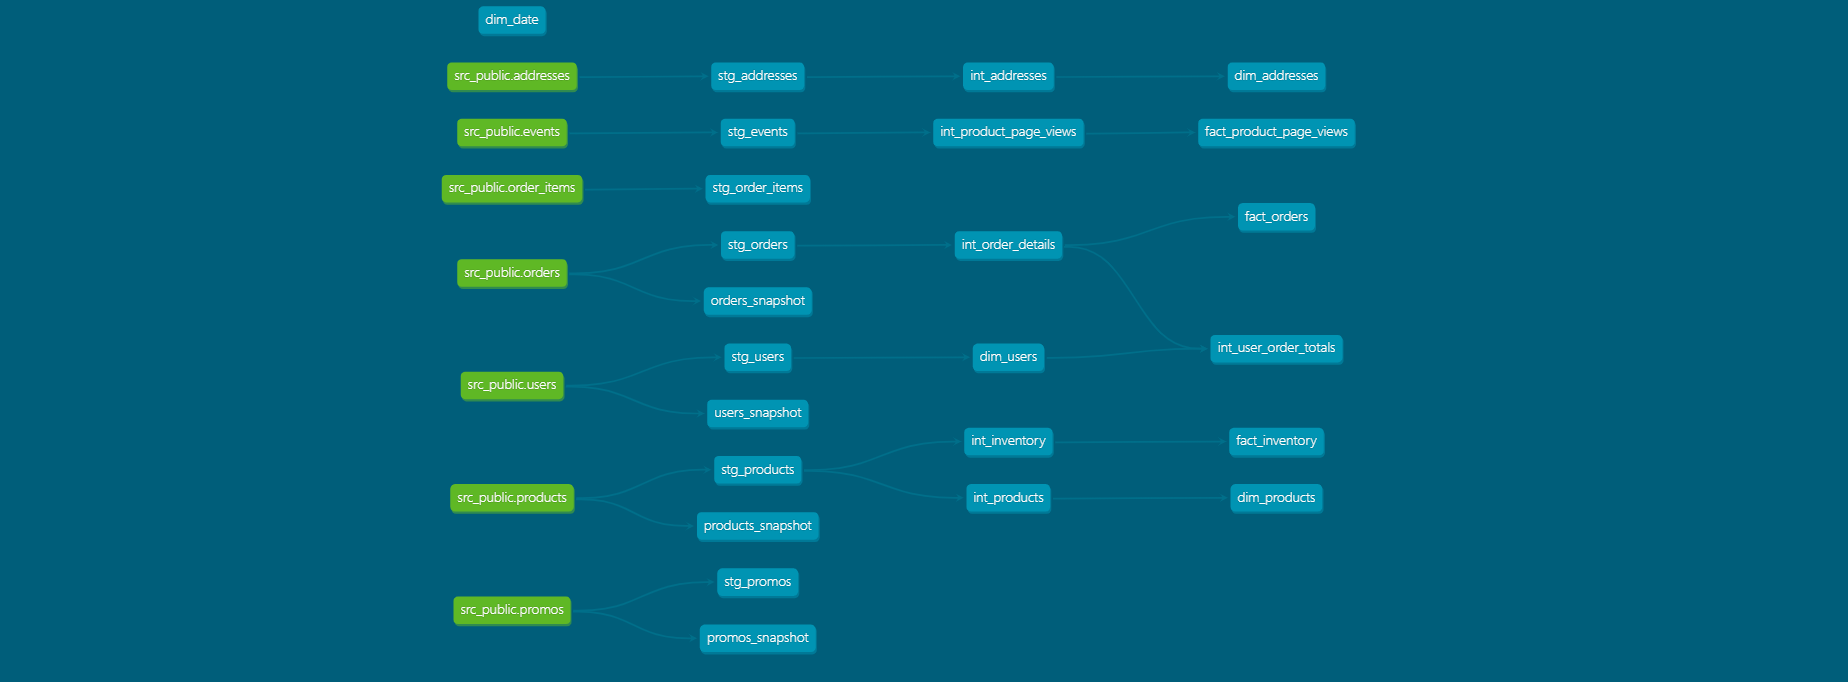 dim_date
src_public.addresses
stg_addresses
int_addresses
dim_addresses
src_public.events
stg_events
int_product_page_views
fact_product_page_views
src_public.order_items
stg_order_items
fact_orders
stg_orders
int_order_details
src_public.orders
orders_snapshot
int_user_order_totals
stg_users
dim_users
src_public.users
users_snapshot
int_inventory
fact_inventory
stg_products
src_public.products
int_products
dim_products
products_snapshot
stg_promos
src_public.promos
promos_snapshot